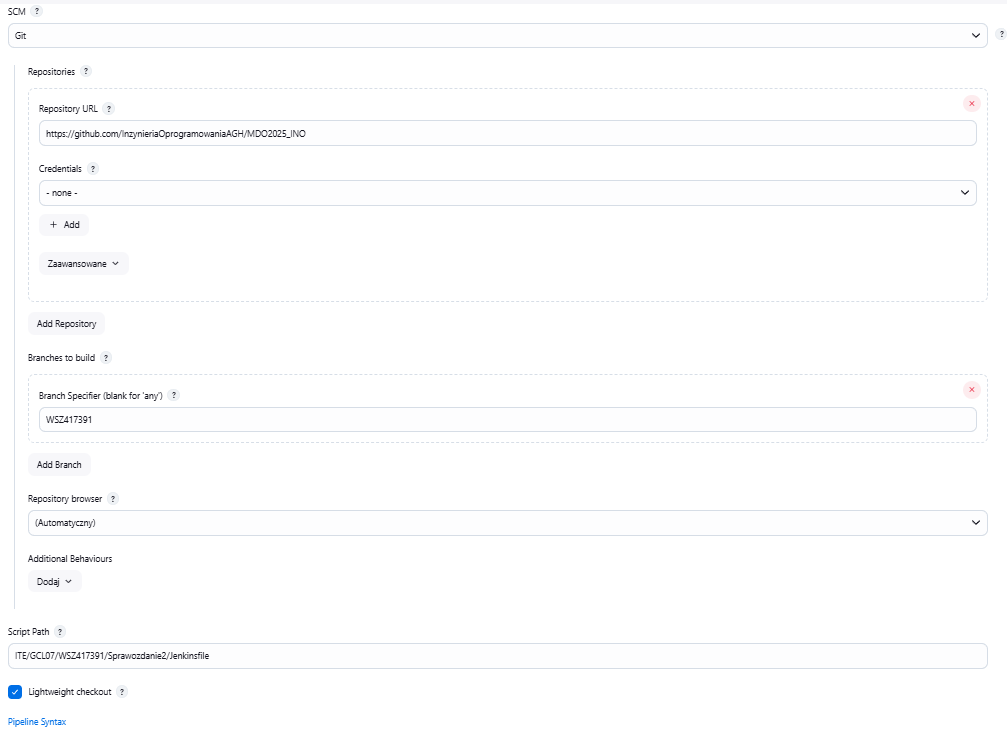 SCM ?
Git
?
Repositories ?
Repository URL ?
https://github.com/InzynieriaOprogramowaniaAGH/MDO2025_INO
Credentials ?
- none -
+ Add
Zaawansowane
Add Repository
Branches to build ?
Branch Specifier (blank for 'any') ?
WSZ417391
Add Branch
Repository browser ?
(Automatyczny)
Additional Behaviours
Dodaj
Script Path ?
ITE/GCL07/WSZ417391/Sprawozdanie2/Jenkinsfile
Lightweight checkout ?
Pipeline Syntax